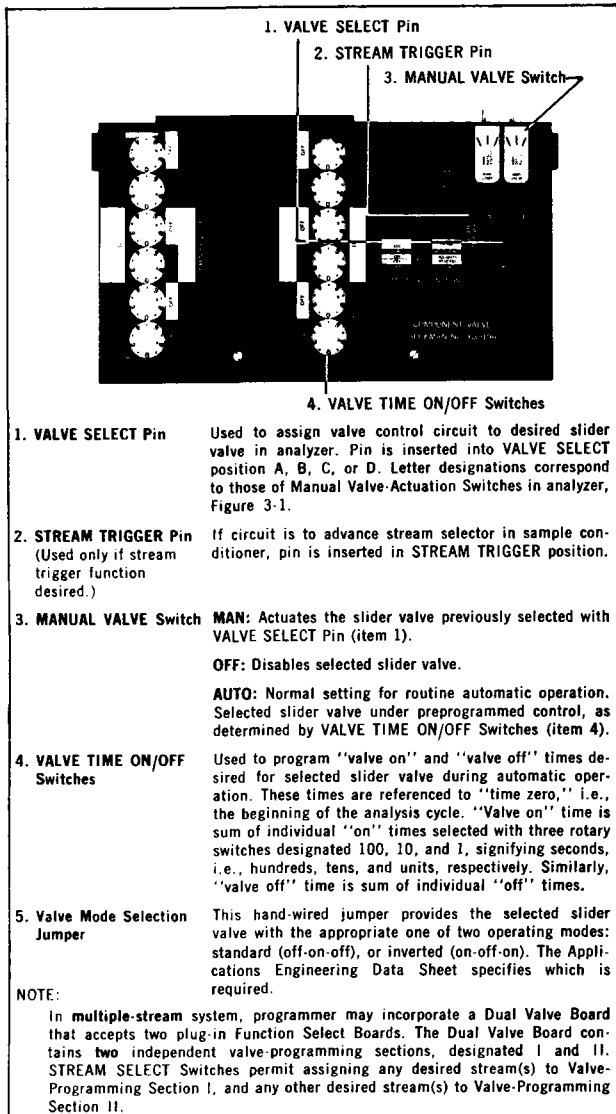 1. VALVE SELECT Pin
2. STREAM TRIGGER Pin
3. MANUAL VALVE Switch
OFF
OFF
OFF
OFF
COMPONENT VALVE
4. VALVE TIME ON/OFF Switches
1. VALVE SELECT Pin Used to assign valve control circuit to desired slider
valve in analyzer. Pin is inserted into VALVE SELECT
position A, B, C, or D. Letter designations correspond
to those of Manual Valve-Actuation Switches in analyzer,
Figure 3-1.
2. STREAM TRIGGER Pin If circuit is to advance stream selector in sample con-
(Used only if stream ditioner, pin is inserted in STREAM TRIGGER position.
trigger function
desired.)
3. MANUAL VALVE Switch MAN: Actuates the slider valve previously selected with
VALVE SELECT Pin (item 1).
OFF: Disables selected slider valve.
AUTO: Normal setting for routine automatic operation.
Selected slider valve under preprogrammed control, as
determined by VALVE TIME ON/OFF Switches (item 4).
4. VALVE TIME ON/OFF Used to program "valve on" and "valve off" times de-
Switches sired for selected slider valve during automatic oper-
ation. These times are referenced to "time zero," i.e.,
the beginning of the analysis cycle. "Valve on" time is
sum of individual "on" times selected with three rotary
switches designated 100, 10, and 1, signifying seconds,
i.e., hundreds, tens, and units, respectively. Similarly,
"valve off" time is sum of individual "off" times.
5. Valve Mode Selection This hand-wired jumper provides the selected slider
Jumper valve with the appropriate one of two operating modes:
standard (off-on-off), or inverted (on-off-on). The Appli-
cations Engineering Data Sheet specifies which is
required.
NOTE:
In multiple-stream system, programmer may incorporate a Dual Valve Board
that accepts two plug-in Function Select Boards. The Dual Valve Board con-
tains two independent valve-programming sections, designated I and II.
STREAM SELECT Switches permit assigning any desired stream(s) to Valve-
Programming Section I, and any other desired stream(s) to Valve-Programming
Section II.